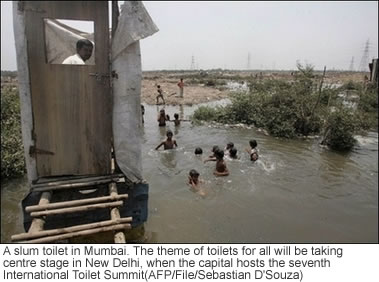 A slum toilet in Mumbai. The theme of toilets for all will be taking
centre stage in New Delhi, when the capital hosts the seventh
International Toilet Summit(AFP/File/Sebastian D'Souza)